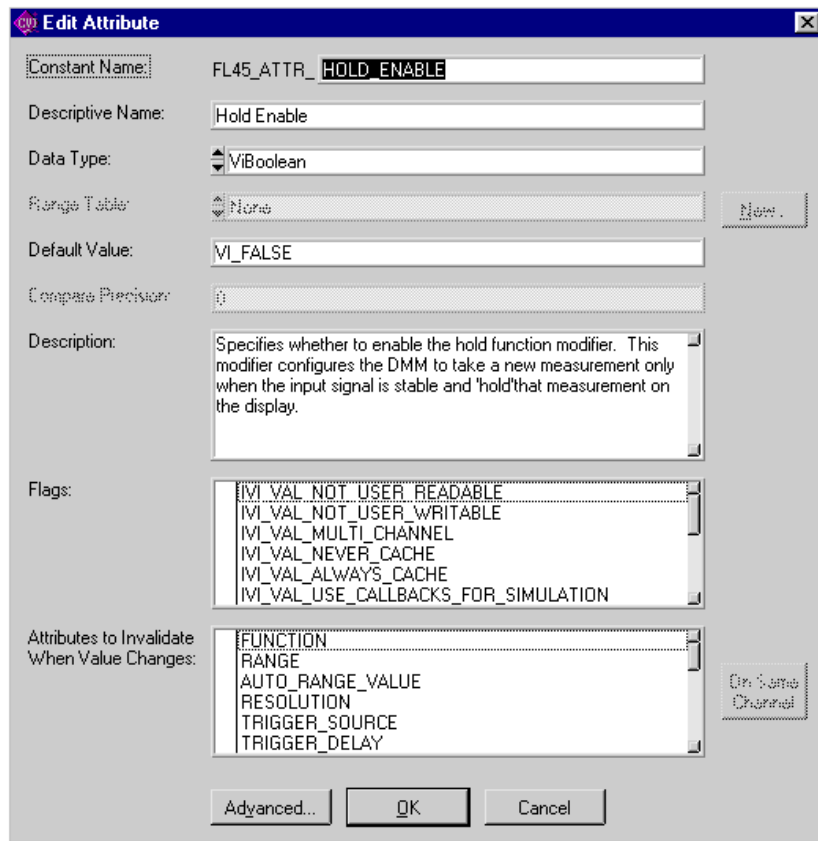 CVI Edit Attribute
Constant Name: FL45_ATTR_ HOLD_ENABLE
Descriptive Name: Hold Enable
Data Type: ViBoolean
Range Table: None New...
Default Value: VI_FALSE
Compare Precision: 0
Description: Specifies whether to enable the hold function modifier. This
modifier configures the DMM to take a new measurement only
when the input signal is stable and 'hold'that measurement on
the display.
Flags: IVI_VAL_NOT_USER_READABLE
IVI_VAL_NOT_USER_WRITABLE
IVI_VAL_MULTI_CHANNEL
IVI_VAL_NEVER_CACHE
IVI_VAL_ALWAYS_CACHE
IVI_VAL_USE_CALLBACKS_FOR_SIMULATION
Attributes to Invalidate
When Value Changes:
FUNCTION
RANGE
AUTO_RANGE_VALUE
RESOLUTION
TRIGGER_SOURCE
TRIGGER_DELAY
On Same
Channel
Advanced... OK Cancel